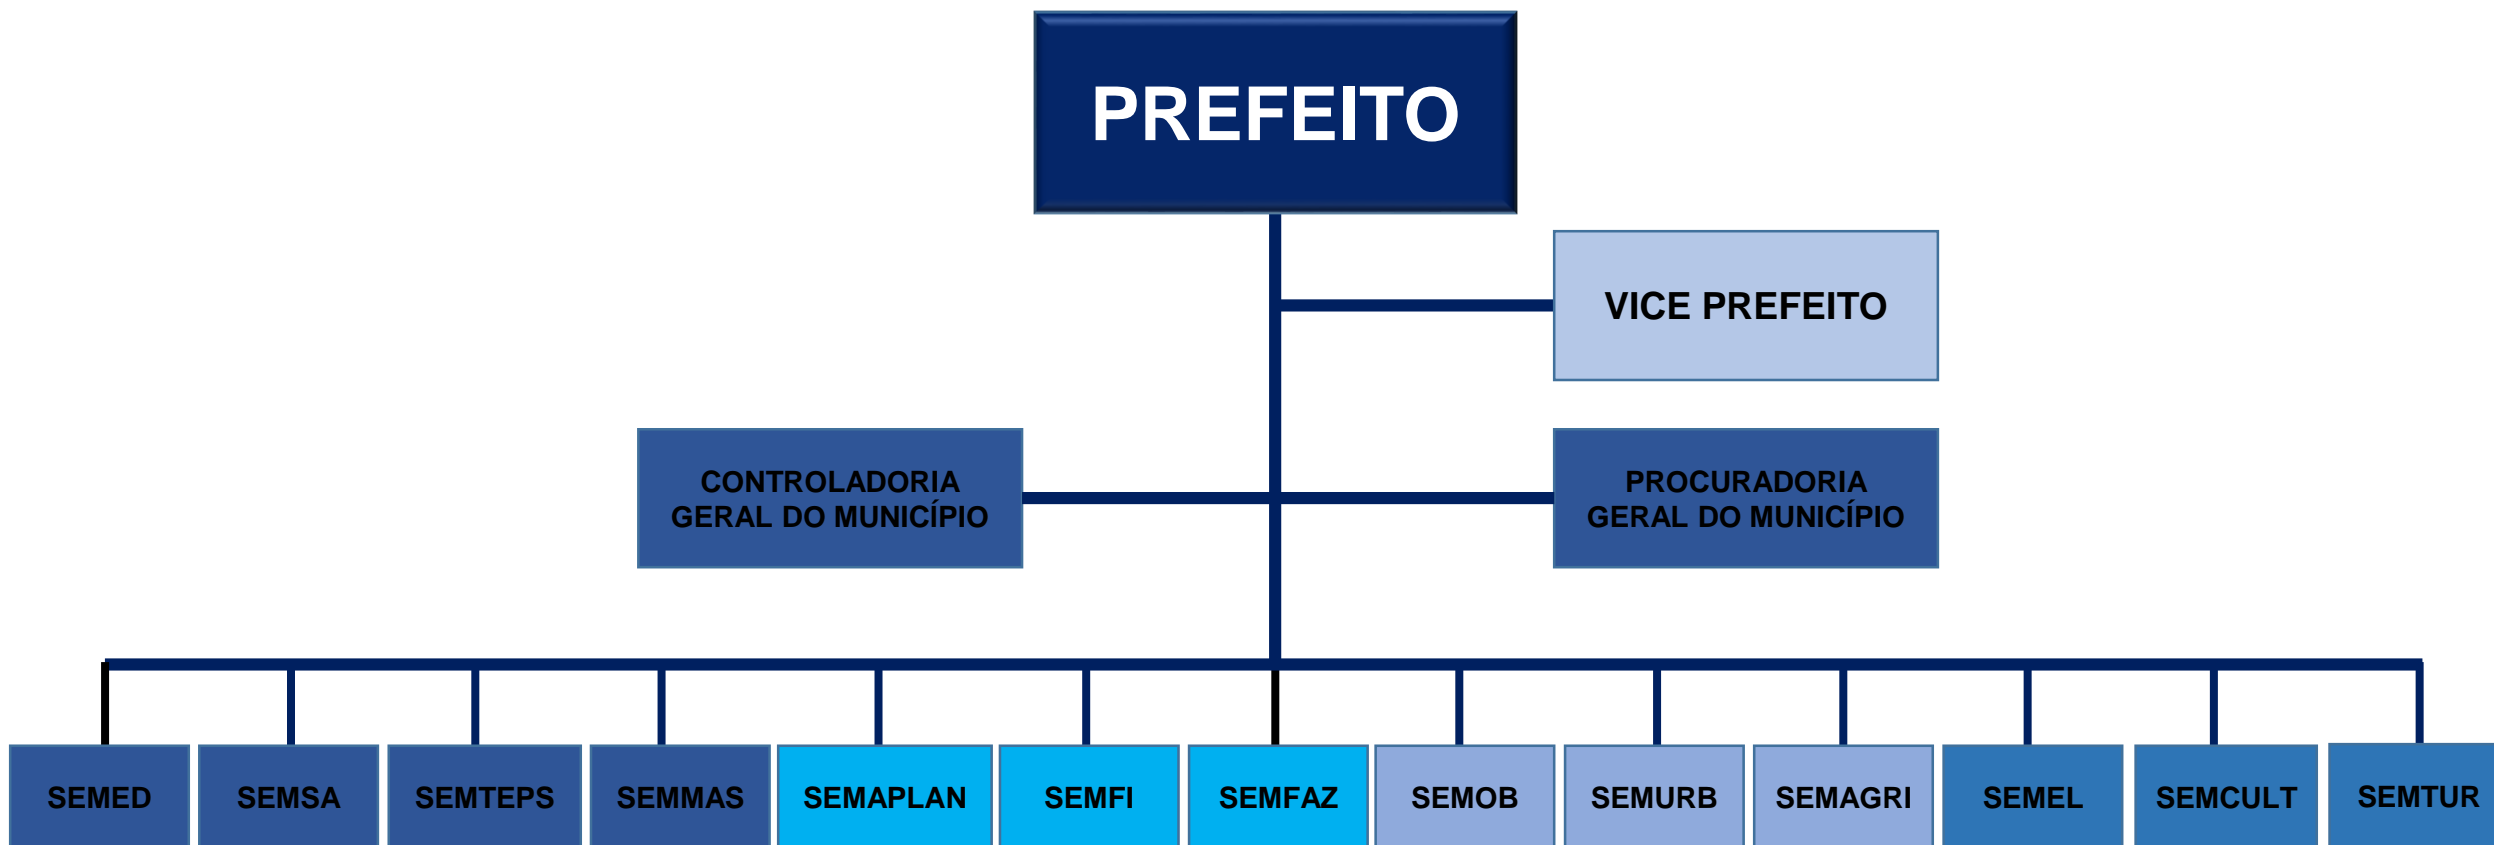 PREFEITO
VICE PREFEITO
CONTROLADORIA
GERAL DO MUNICÍPIO
PROCURADORIA
GERAL DO MUNICÍPIO
SEMED
SEMSA
SEMTEPS
SEMMAS
SEMAPLAN
SEMFI
SEMFAZ
SEMOB
SEMURB
SEMAGRI
SEMEL
SEMCULT
SEMTUR